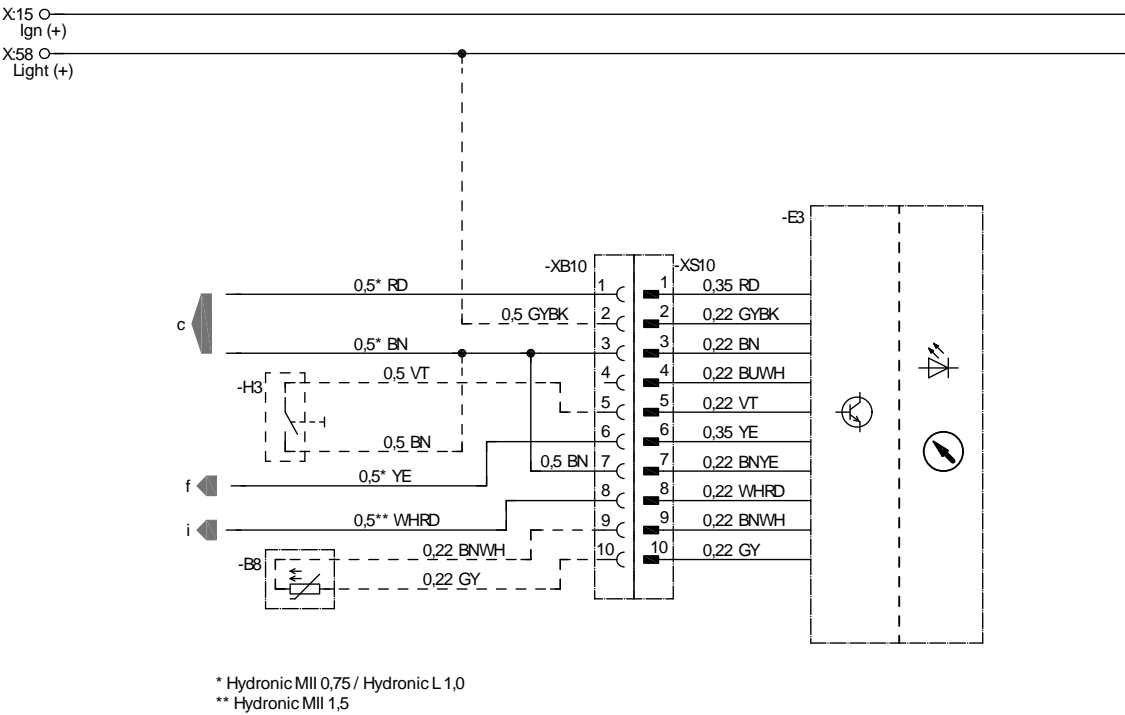 X:15
Ign (+)
X:58
Light (+)
-E3
-XB10
-XS10
0,5* RD
1
1
0,35 RD
c
0,5 GYBK
2
2
0,22 GYBK
0,5* BN
3
3
0,22 BN
-H3
0,5 VT
4
4
0,22 BUWH
5
5
0,22 VT
0,5 BN
6
6
0,35 YE
f
0,5* YE
0,5 BN
7
7
0,22 BNYE
8
8
0,22 WHRD
i
0,5** WHRD
9
9
0,22 BNWH
-B8
0,22 BNWH
10
10
0,22 GY
0,22 GY
* Hydronic MII 0,75 / Hydronic L 1,0
** Hydronic MII 1,5